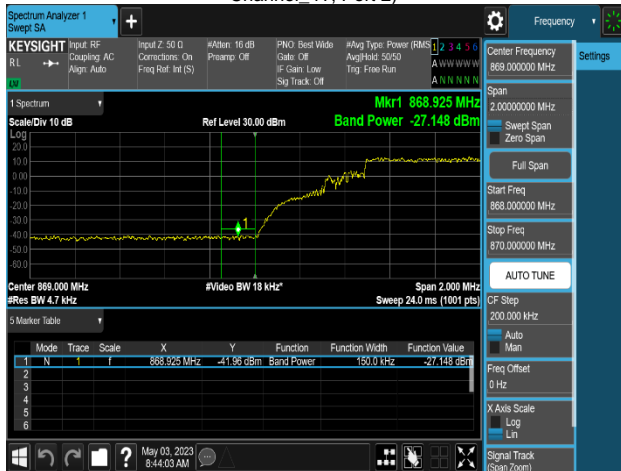 Channel_17, Port 2)
Spectrum Analyzer 1
Swept SA
Frequency
KEYSIGHT
RL
Input: RF
Coupling: AC
Align: Auto
Input Z: 50 Ω
Corrections: On
Freq Ref: Int (S)
#Atten: 16 dB
Preamp: Off
PNO: Best Wide
Gate: Off
IF Gain: Low
Sig Track: Off
#Avg Type: Power (RMS)
Avg|Hold: 50/50
Trig: Free Run
1 2 3 4 5 6
A W W W W W
A N N N N N
1 Spectrum
Scale/Div 10 dB
Ref Level 30.00 dBm
Mkr1 868.925 MHz
Band Power -27.148 dBm
Log
20.0
10.0
0.00
-10.0
-20.0
-30.0
-40.0
-50.0
-60.0
1
Center 869.000 MHz
#Video BW 18 kHz*
Span 2.000 MHz
#Res BW 4.7 kHz
Sweep 24.0 ms (1001 pts)
5 Marker Table
Mode Trace Scale X Y Function Function Width Function Value
1 N 1 f 868.925 MHz -41.96 dBm Band Power 150.0 kHz -27.148 dBm
2
3
4
5
6
May 03, 2023
8:44:03 AM
Center Frequency
869.000000 MHz
Settings
Span
2.00000000 MHz
Swept Span
Zero Span
Full Span
Start Freq
868.000000 MHz
Stop Freq
870.000000 MHz
AUTO TUNE
CF Step
200.000 kHz
Auto
Man
Freq Offset
0 Hz
X Axis Scale
Log
Lin
Signal Track
(Span Zoom)